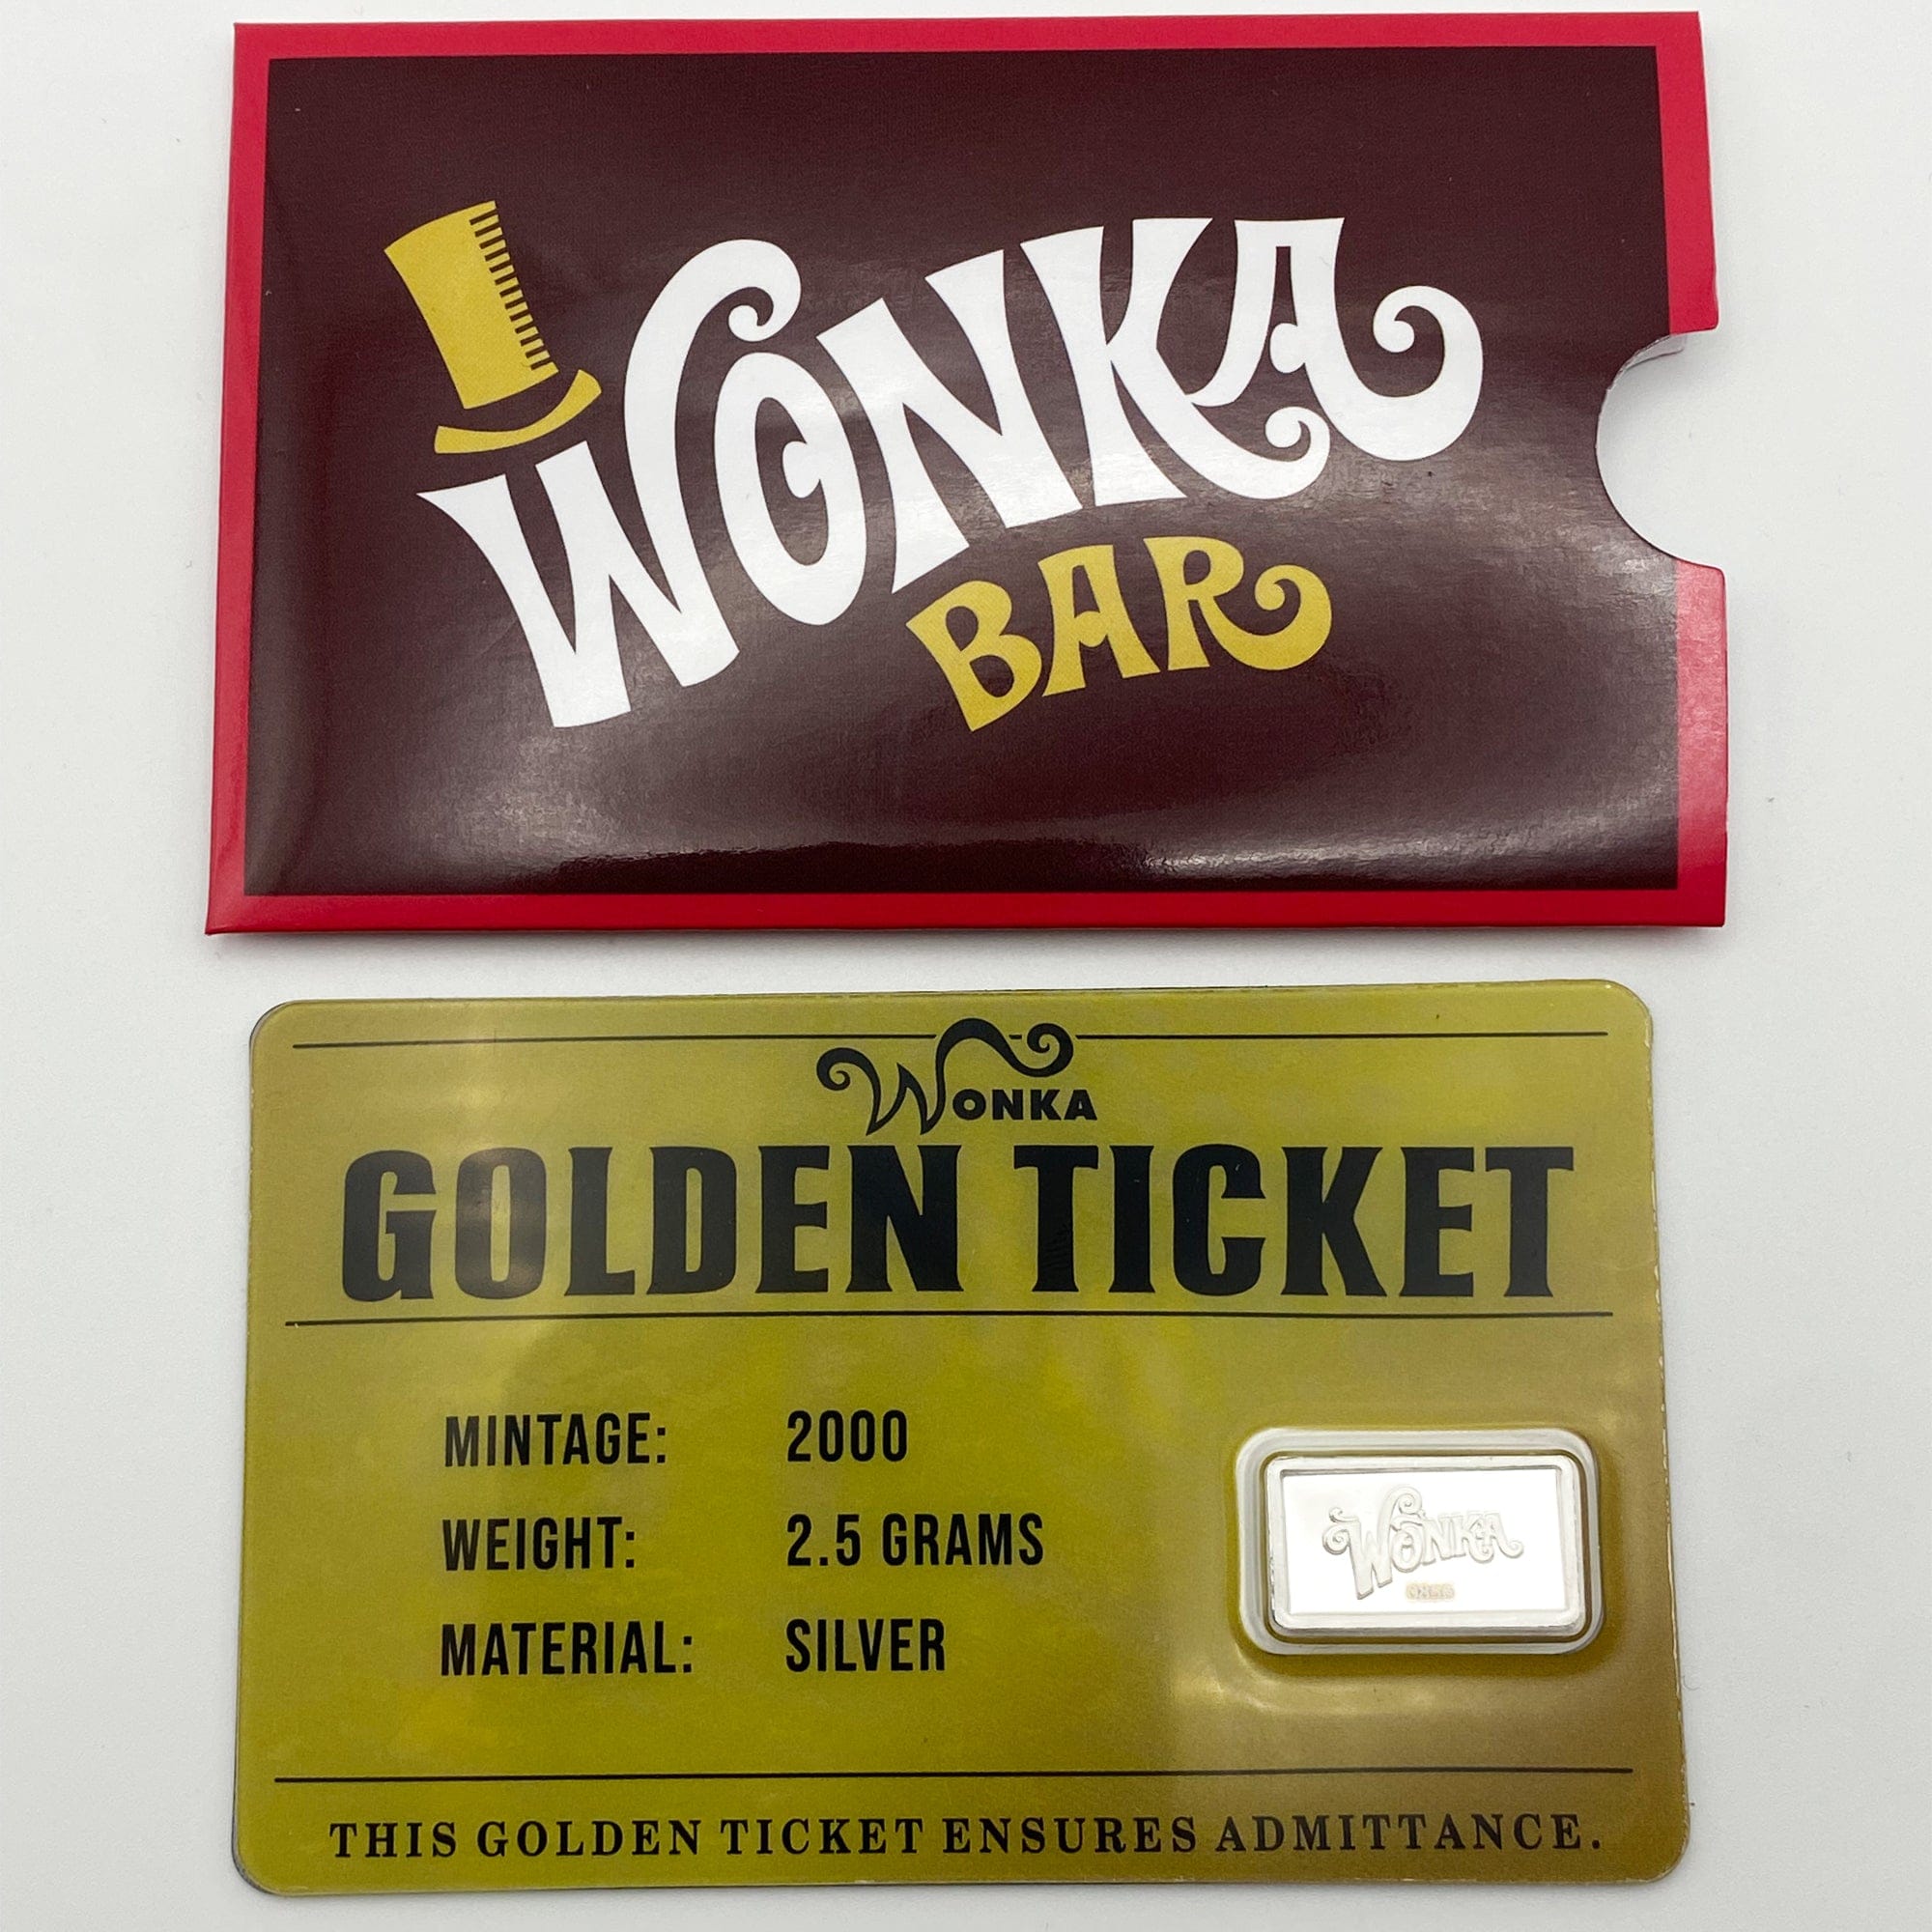 WONKA
BAR
WONKA
GOLDEN TICKET
MINTAGE: 2000
WEIGHT: 2.5 GRAMS
MATERIAL: SILVER
WONKA
THIS GOLDEN TICKET ENSURES ADMITTANCE.